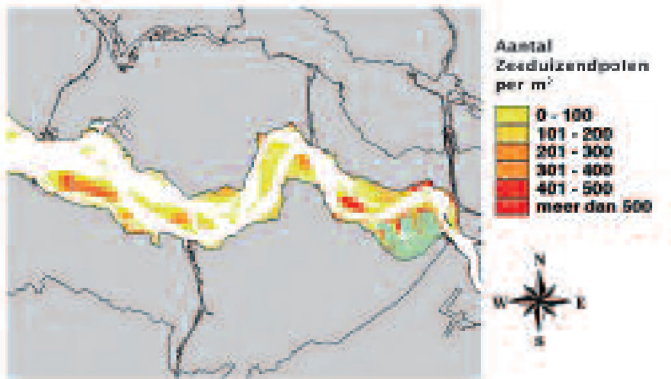 Aantal
Zeeduizendpoten
per m²
0 - 100
101 - 200
201 - 300
301 - 400
401 - 500
meer dan 500
N
W E
S